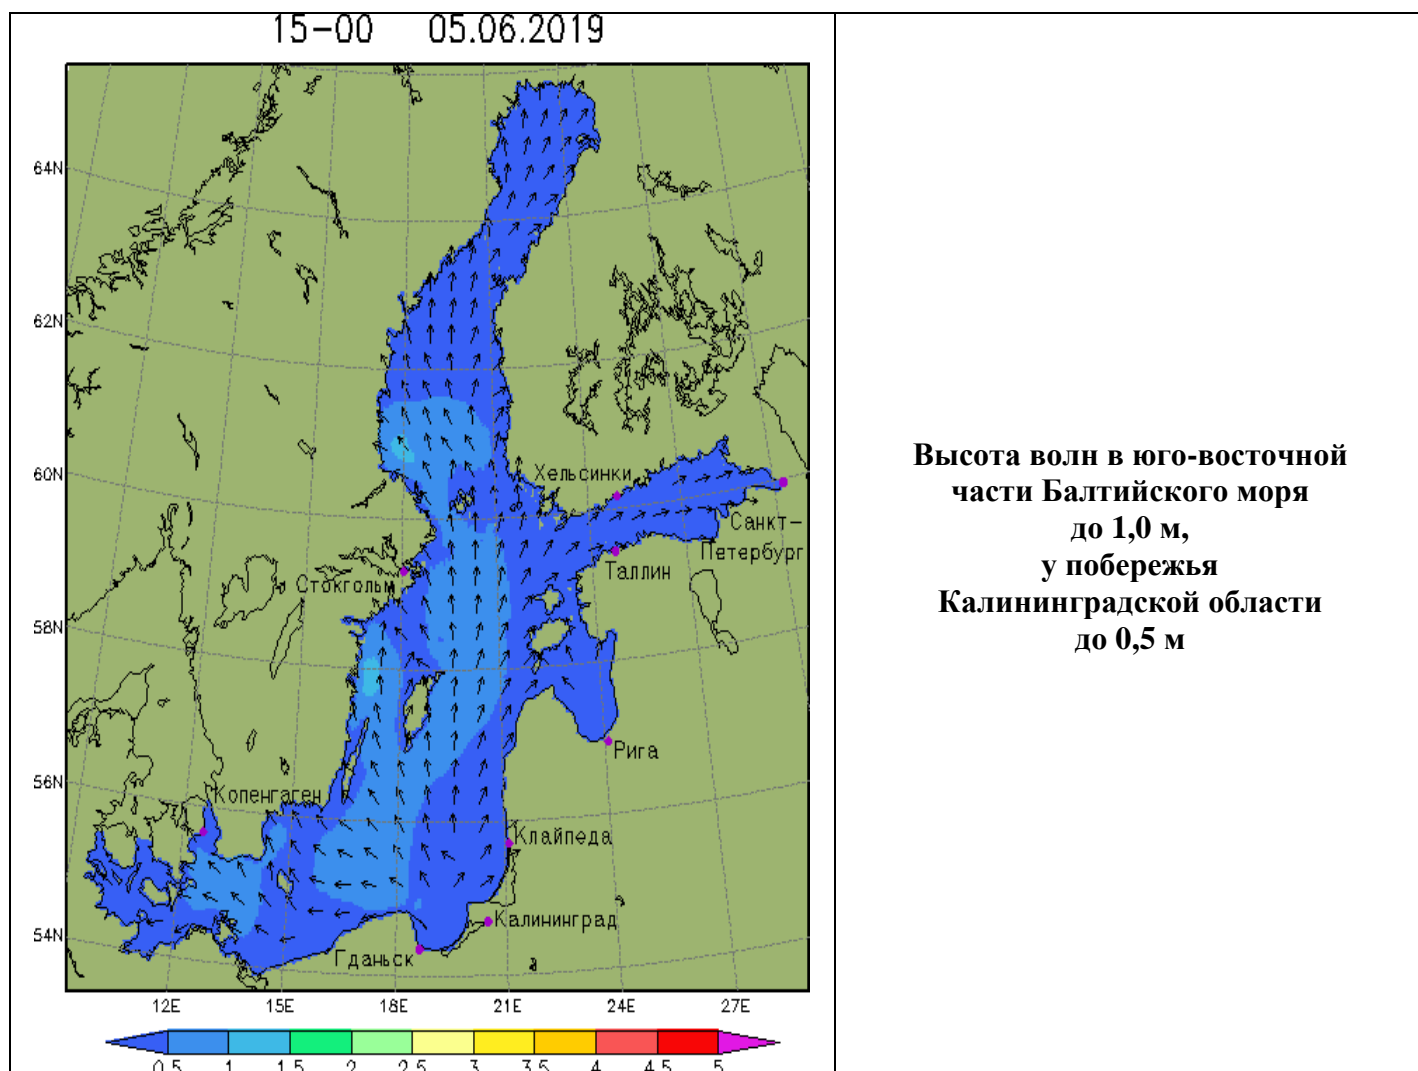 15-00 05.06.2019
64N
62N
60N
58N
56N
54N
Хельсинки
Санкт-
Петербург
Таллин
Стокгольм
Рига
Копенгаген
Клайпеда
Калининград
Гданьск
12E 15E 18E 21E 24E 27E
0.5 1 1.5 2 2.5 3 3.5 4 4.5 5
Высота волн в юго-восточной
части Балтийского моря
до 1,0 м,
у побережья
Калининградской области
до 0,5 м